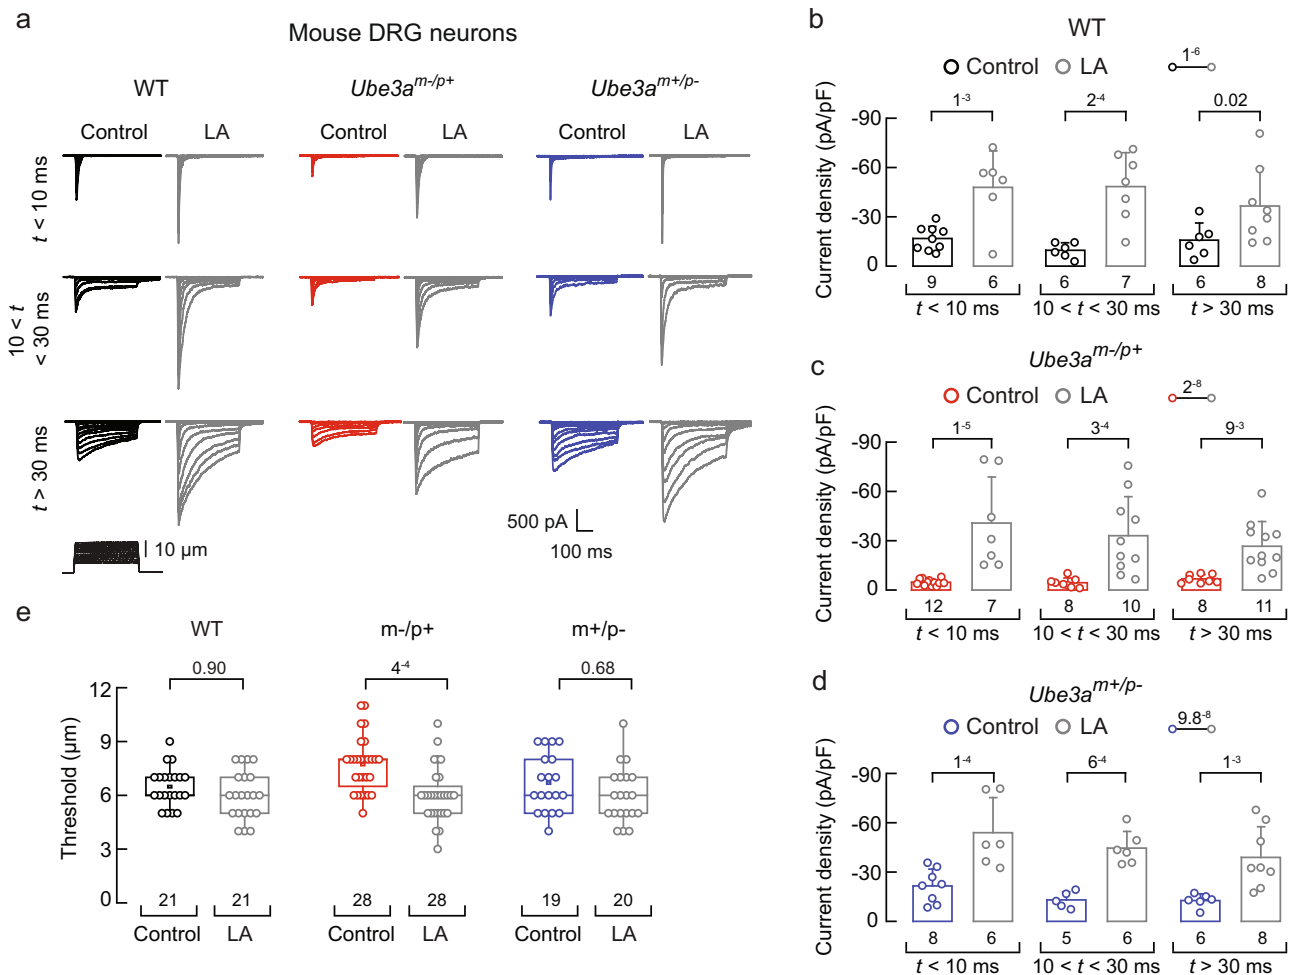 a
Mouse DRG neurons
WT
Ube3a^m-/p+
Ube3a^m+/p-
Control LA
Control LA
Control LA
t < 10 ms
10 < t
< 30 ms
t > 30 ms
10 µm
500 pA
100 ms
b
WT
Control LA
1^-6
1^-3 2^-4 0.02
Current density (pA/pF)
-90
-60
-30
0
9 6 6 7 6 8
t < 10 ms 10 < t < 30 ms t > 30 ms
c
Ube3a^m-/p+
Control LA
2^-8
1^-5 3^-4 9^-3
Current density (pA/pF)
-90
-60
-30
0
12 7 8 10 8 11
t < 10 ms 10 < t < 30 ms t > 30 ms
d
Ube3a^m+/p-
Control LA
9.8^-8
1^-4 6^-4 1^-3
Current density (pA/pF)
-90
-60
-30
0
8 6 5 6 6 8
t < 10 ms 10 < t < 30 ms t > 30 ms
e
WT m-/p+ m+/p-
0.90 4^-4 0.68
Threshold (µm)
12
9
6
3
0
21 21 28 28 19 20
Control LA Control LA Control LA